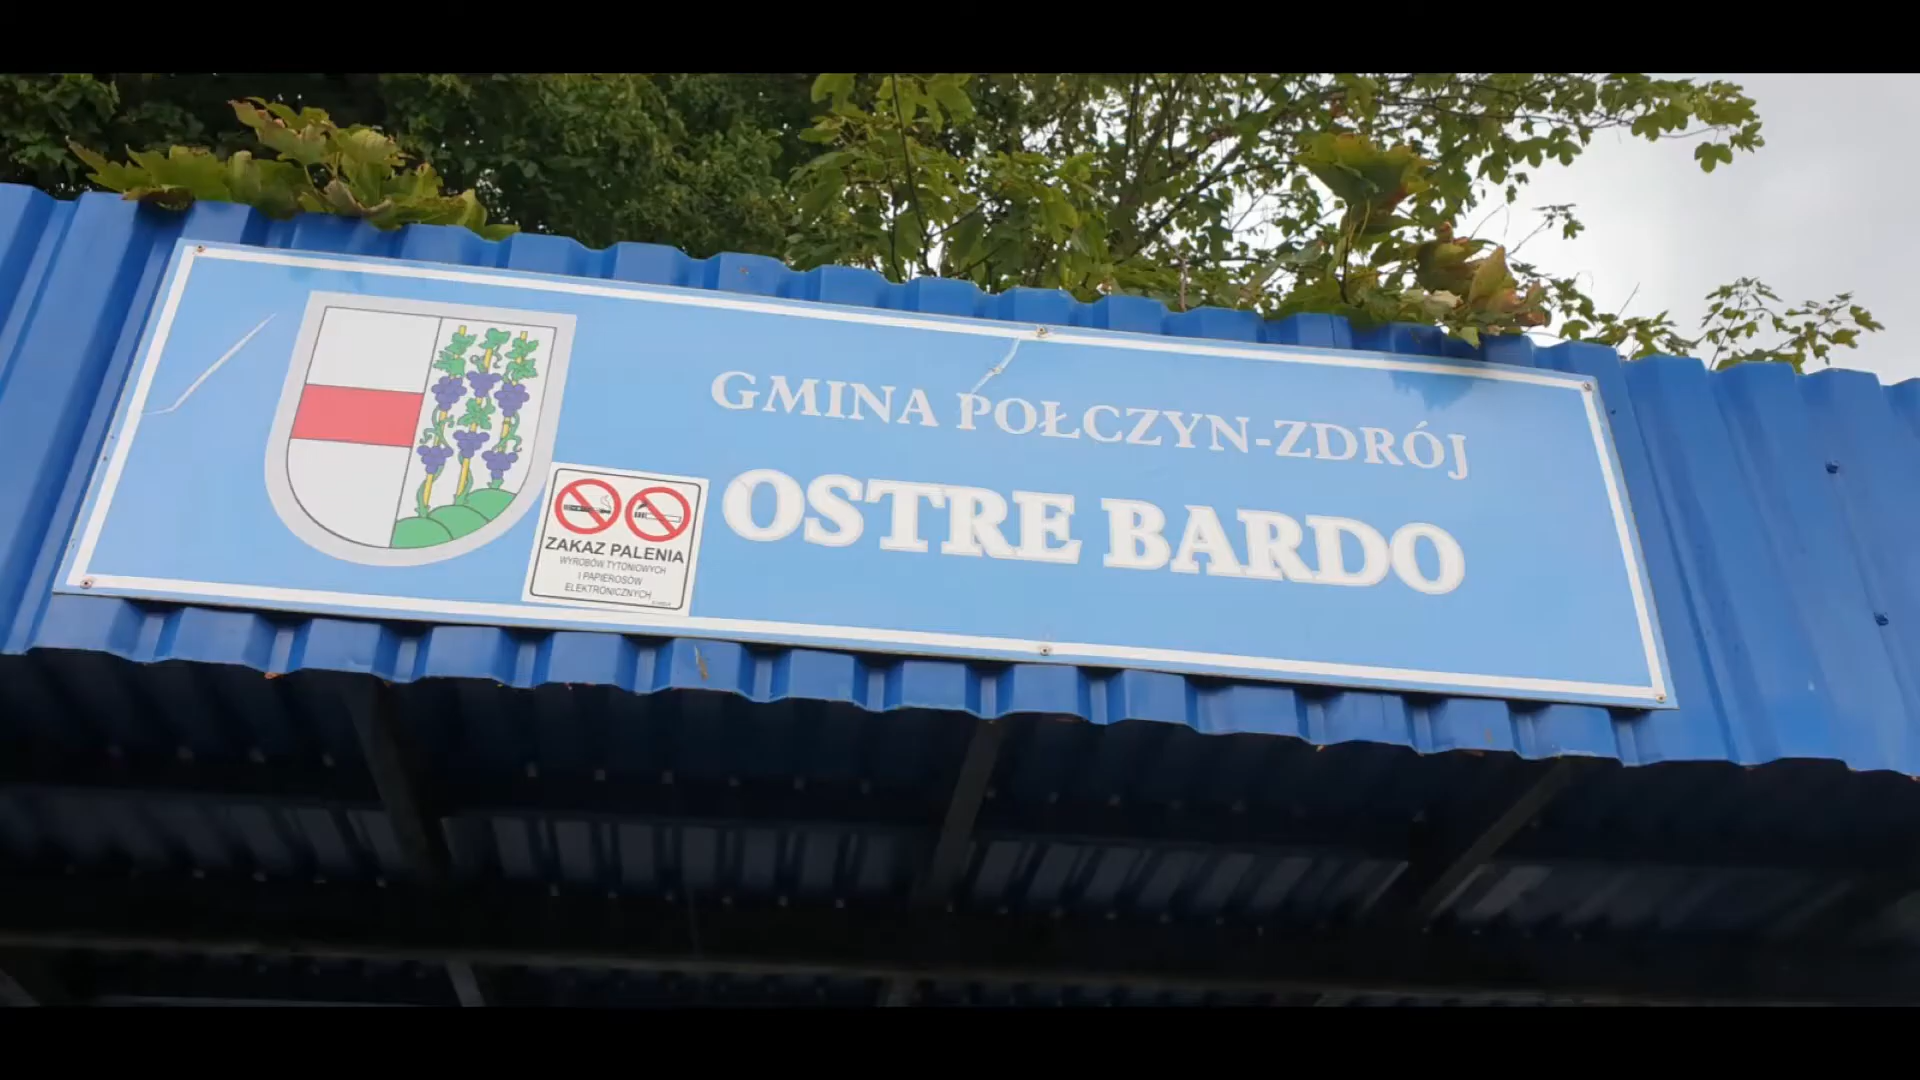 GMINA POŁCZYN-ZDRÓJ
OSTRE BARDO
ZAKAZ PALENIA
WYROBÓW TYTONIOWYCH
I PAPIEROSÓW
ELEKTRONICZNYCH